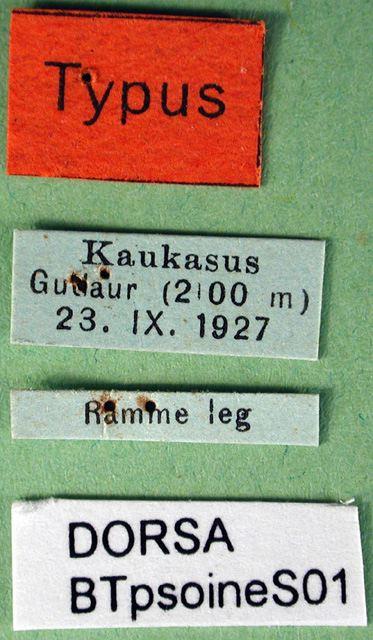 Typus
Kaukasus
Gudaur (2100 m)
23. IX. 1927
Ramme leg
DORSA
BTpsoineS01